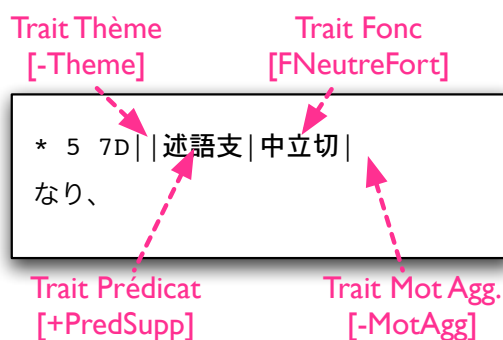 Trait Thème Trait Fonc
[-Theme] [FNeutreFort]
* 5 7D||述語支|中立切|
なり、
Trait Prédicat Trait Mot Agg.
[+PredSupp] [-MotAgg]